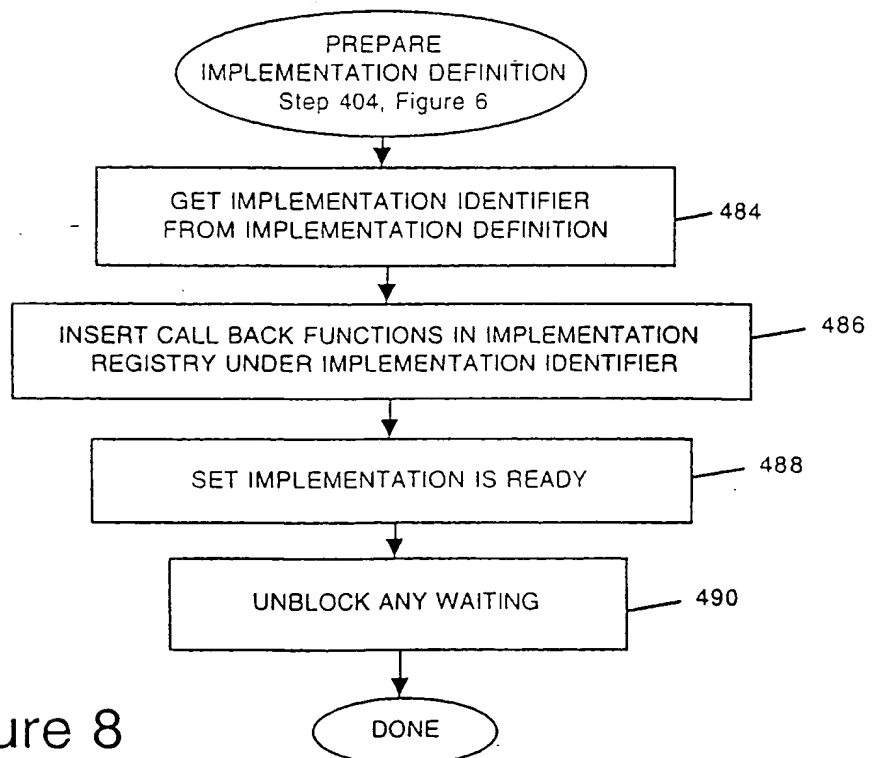 PREPARE
IMPLEMENTATION DEFINITION
Step 404, Figure 6
GET IMPLEMENTATION IDENTIFIER
FROM IMPLEMENTATION DEFINITION
484
INSERT CALL BACK FUNCTIONS IN IMPLEMENTATION
REGISTRY UNDER IMPLEMENTATION IDENTIFIER
486
SET IMPLEMENTATION IS READY
488
UNBLOCK ANY WAITING
490
DONE
ure 8